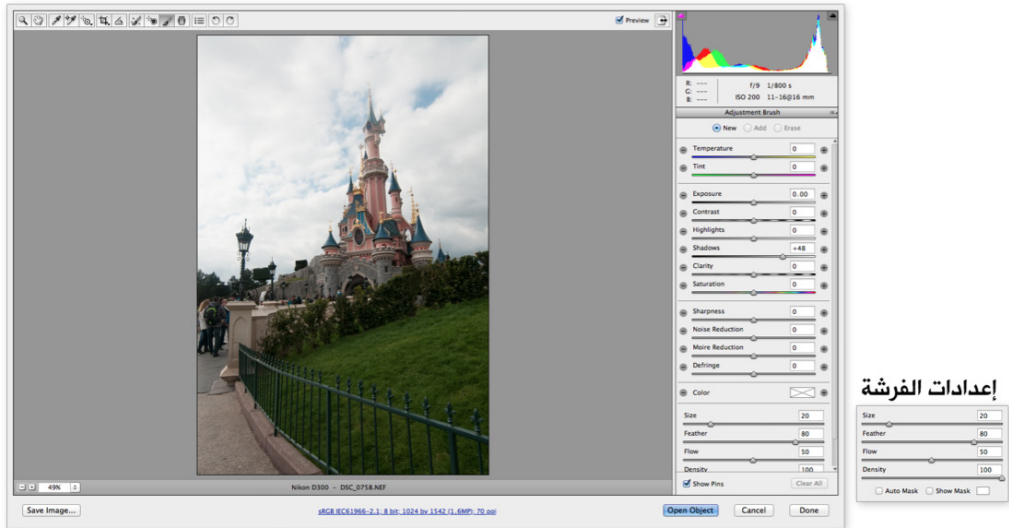 Preview
R: ---
G: ---
B: ---
f/9 1/800 s
ISO 200 11-16@16 mm
Adjustment Brush
New Add Erase
Temperature 0
Tint 0
Exposure 0.00
Contrast 0
Highlights 0
Shadows +48
Clarity 0
Saturation 0
Sharpness 0
Noise Reduction 0
Moire Reduction 0
Defringe 0
Color
Size 20
Feather 80
Flow 50
Density 100
Show Pins Clear All
49% Nikon D300 - DSC_0758.NEF
Save Image... sRGB IEC61966-2.1; 8 bit; 1024 by 1542 (1.6MP); 70 ppi Open Object Cancel Done
إعدادات الفرشة
Size 20
Feather 80
Flow 50
Density 100
Auto Mask Show Mask